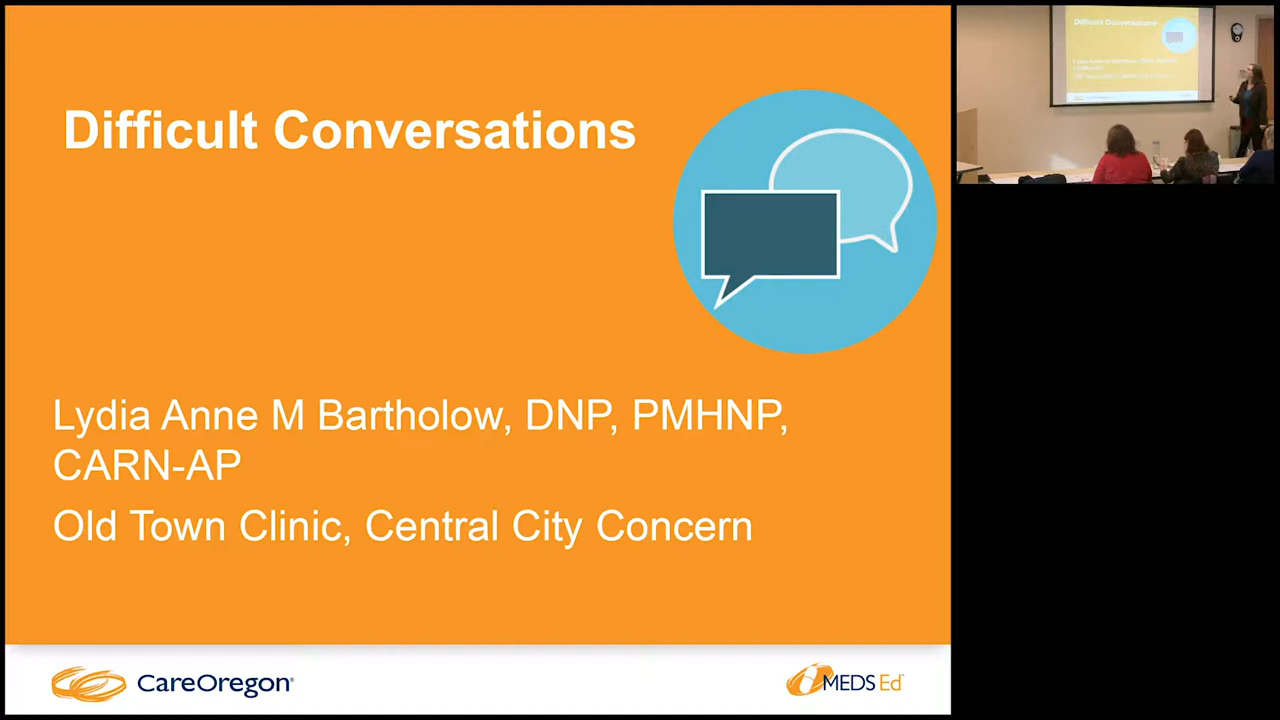 Difficult Conversations
Lydia Anne M Bartholow, DNP, PMHNP,
CARN-AP
Old Town Clinic, Central City Concern
CareOregon®
MEDS Ed
Difficult Conversations
CareOregon